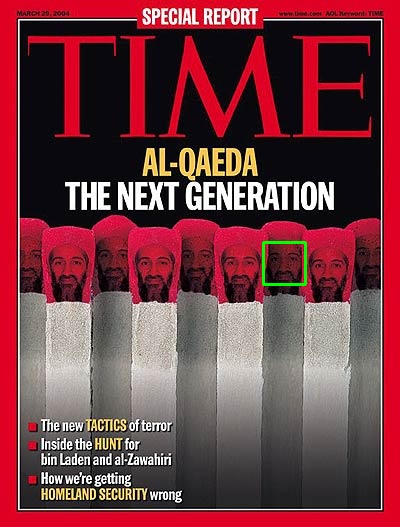 SPECIAL REPORT
MARCH 29, 2004
www.time.com AOL Keyword: TIME
TIME
AL-QAEDA
THE NEXT GENERATION
The new TACTICS of terror
Inside the HUNT for
bin Laden and al-Zawahiri
How we're getting
HOMELAND SECURITY wrong